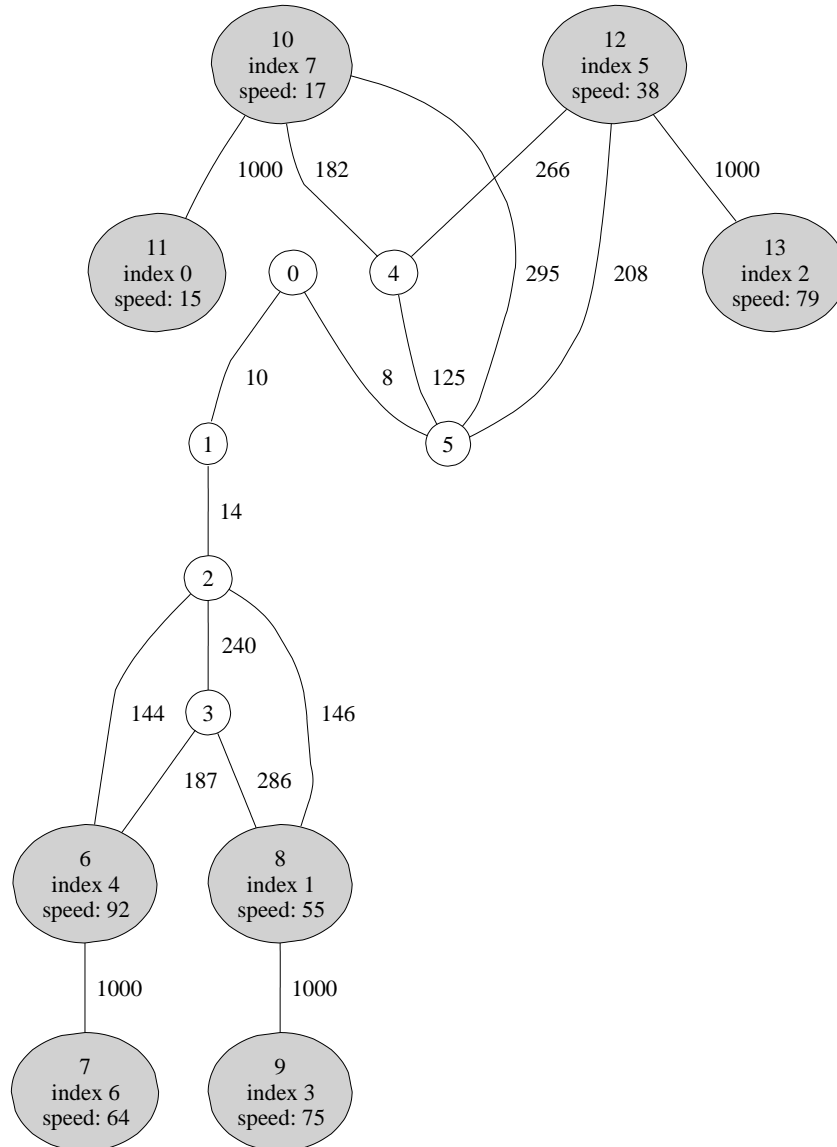 10
index 7
speed: 17
12
index 5
speed: 38
1000
182
266
1000
11
index 0
speed: 15
0
4
295
208
13
index 2
speed: 79
10
8
125
1
5
14
2
240
144
3
146
187
286
6
index 4
speed: 92
8
index 1
speed: 55
1000
1000
7
index 6
speed: 64
9
index 3
speed: 75